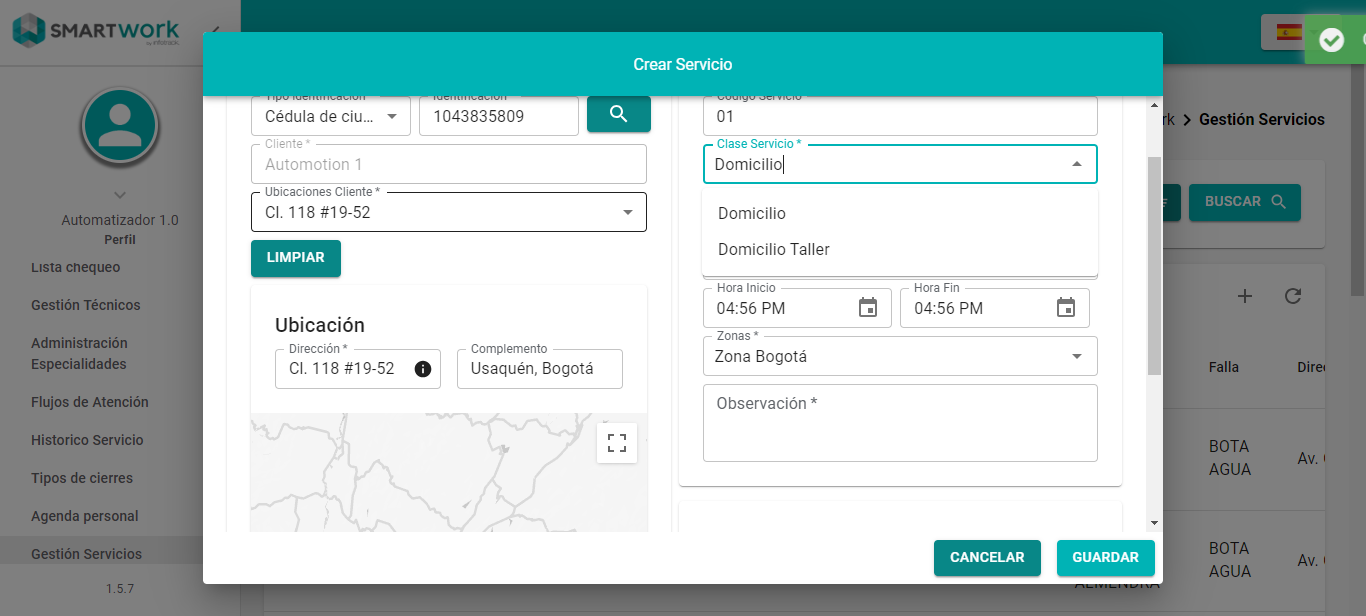 SMARTWORK
by infotrack
Automatizador 1.0
Perfil
Lista chequeo
Gestión Técnicos
Administración
Especialidades
Flujos de Atención
Historico Servicio
Tipos de cierres
Agenda personal
Gestión Servicios
1.5.7
Crear Servicio
Tipo Identificación
Cédula de ciu...
Identificación
1043835809
Cliente *
Automotion 1
Ubicaciones Cliente *
Cl. 118 #19-52
LIMPIAR
Ubicación
Dirección *
Cl. 118 #19-52
Complemento
Usaquén, Bogotá
Código Servicio
01
Clase Servicio *
Domicilio
Domicilio
Domicilio Taller
Hora Inicio
04:56 PM
Hora Fin
04:56 PM
Zonas *
Zona Bogotá
Observación *
CANCELAR
GUARDAR
rk > Gestión Servicios
BUSCAR
Falla
Direc
BOTA
AGUA
Av.
BOTA
AGUA
Av.
ALMENDRA